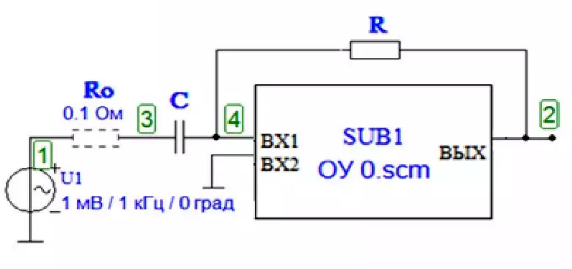 R
Ro
0.1 Ом
C
3
4
2
1
BX1
BX2
SUB1
ОУ 0.scm
ВЫХ
U1
1 мВ / 1 кГц / 0 град